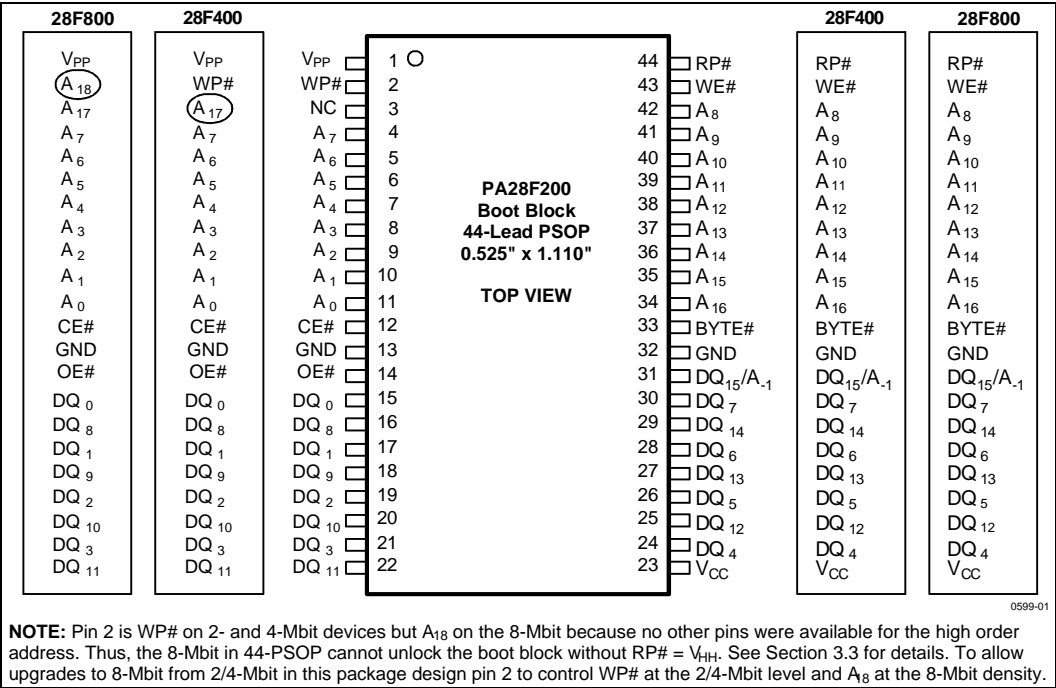 28F800 28F400 28F400 28F800
VPP VPP VPP 1 44 RP# RP# RP#
A18 WP# WP# 2 43 WE# WE# WE#
A17 A17 NC 3 42 A8 A8 A8
A7 A7 A7 4 41 A9 A9 A9
A6 A6 A6 5 40 A10 A10 A10
A5 A5 A5 6 39 A11 A11 A11
A4 A4 A4 7 38 A12 A12 A12
A3 A3 A3 8 37 A13 A13 A13
A2 A2 A2 9 36 A14 A14 A14
A1 A1 A1 10 35 A15 A15 A15
A0 A0 A0 11 34 A16 A16 A16
CE# CE# CE# 12 33 BYTE# BYTE# BYTE#
GND GND GND 13 32 GND GND GND
OE# OE# OE# 14 31 DQ15/A-1 DQ15/A-1 DQ15/A-1
DQ0 DQ0 DQ0 15 30 DQ7 DQ7 DQ7
DQ8 DQ8 DQ8 16 29 DQ14 DQ14 DQ14
DQ1 DQ1 DQ1 17 28 DQ6 DQ6 DQ6
DQ9 DQ9 DQ9 18 27 DQ13 DQ13 DQ13
DQ2 DQ2 DQ2 19 26 DQ5 DQ5 DQ5
DQ10 DQ10 DQ10 20 25 DQ12 DQ12 DQ12
DQ3 DQ3 DQ3 21 24 DQ4 DQ4 DQ4
DQ11 DQ11 DQ11 22 23 VCC VCC VCC
PA28F200
Boot Block
44-Lead PSOP
0.525" x 1.110"
TOP VIEW
0599-01
NOTE: Pin 2 is WP# on 2- and 4-Mbit devices but A18 on the 8-Mbit because no other pins were available for the high order
address. Thus, the 8-Mbit in 44-PSOP cannot unlock the boot block without RP# = VHH. See Section 3.3 for details. To allow
upgrades to 8-Mbit from 2/4-Mbit in this package design pin 2 to control WP# at the 2/4-Mbit level and A18 at the 8-Mbit density.